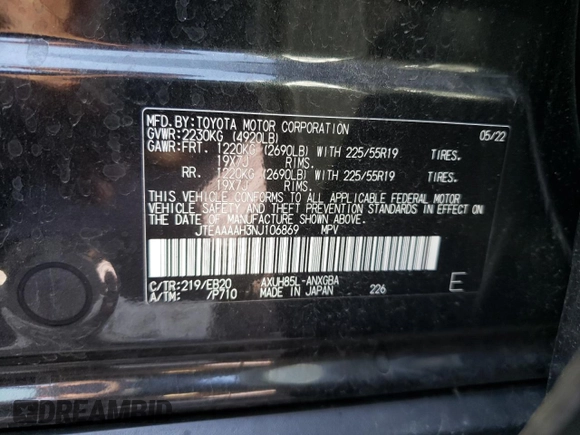 MFD.BY:TOYOTA MOTOR CORPORATION 05/22
GVWR:2230KG (4920LB)
GAWR:FRT. 1220KG (2690LB) WITH 225/55R19 TIRES.
19X7J RIMS.
RR. 1220KG (2690LB) WITH 225/55R19 TIRES.
19X7J RIMS.
THIS VEHICLE CONFORMS TO ALL APPLICABLE FEDERAL MOTOR
VEHICLE SAFETY AND THEFT PREVENTION STANDARDS IN EFFECT ON
THE DATE OF MANUFACTURE SHOWN ABOVE.
JTEAAAAH3NJ106869 MPV
C/TR:219/EB20 AXUH85L-ANXGBA
A/TM: /P710 MADE IN JAPAN 226 E
DREAMBID